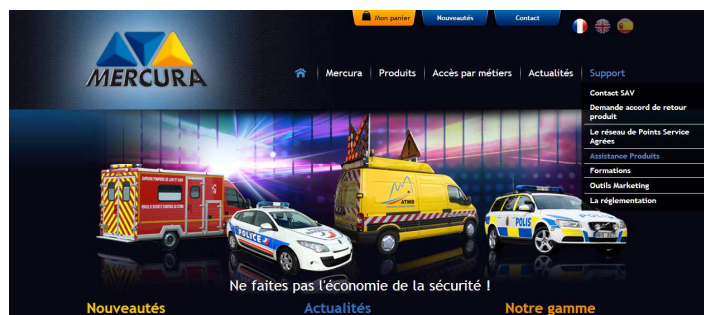 Mon panier
Nouveautés
Contact
MERCURA
Mercura
Produits
Accès par métiers
Actualités
Support
Contact SAV
Demande accord de retour
produit
Le réseau de Points Service
Agrées
Assistance Produits
Formations
Outils Marketing
La réglementation
ATMB
POLICE
POLIS
Ne faites pas l'économie de la sécurité !
Nouveautés
Actualités
Notre gamme